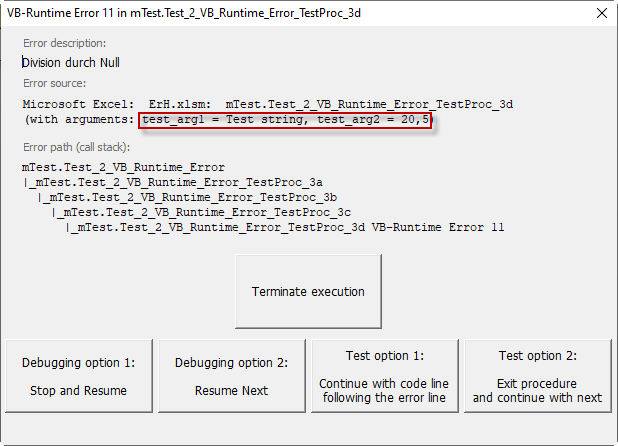 VB-Runtime Error 11 in mTest.Test_2_VB_Runtime_Error_TestProc_3d
Error description:
Division durch Null
Error source:
Microsoft Excel:  ErH.xlsm:  mTest.Test_2_VB_Runtime_Error_TestProc_3d
(with arguments: test_arg1 = Test string, test_arg2 = 20,5)
Error path (call stack):
mTest.Test_2_VB_Runtime_Error
|_mTest.Test_2_VB_Runtime_Error_TestProc_3a
|_mTest.Test_2_VB_Runtime_Error_TestProc_3b
|_mTest.Test_2_VB_Runtime_Error_TestProc_3c
|_mTest.Test_2_VB_Runtime_Error_TestProc_3d VB-Runtime Error 11
Terminate execution
Debugging option 1:
Stop and Resume
Debugging option 2:
Resume Next
Test option 1:
Continue with code line
following the error line
Test option 2:
Exit procedure
and continue with next